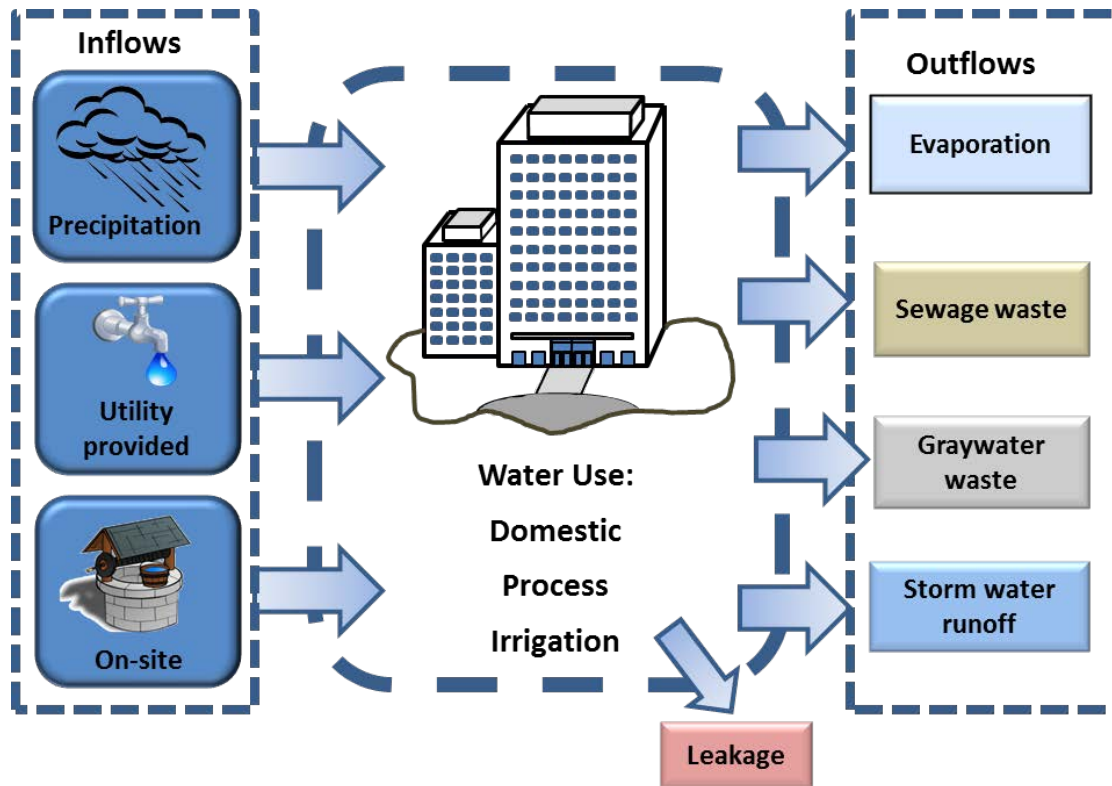 Inflows
Precipitation
Utility
provided
On-site
Water Use:
Domestic
Process
Irrigation
Leakage
Outflows
Evaporation
Sewage waste
Graywater
waste
Storm water
runoff